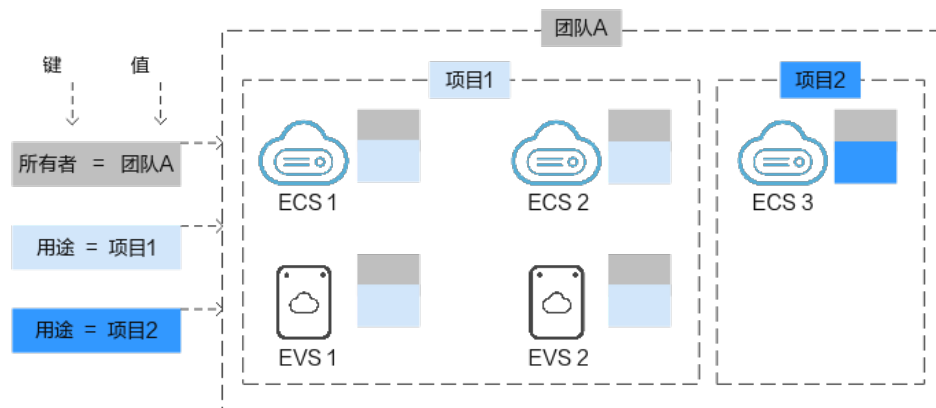 团队A
键 值
项目1 项目2
所有者 = 团队A
ECS 1 ECS 2 ECS 3
用途 = 项目1
用途 = 项目2
EVS 1 EVS 2